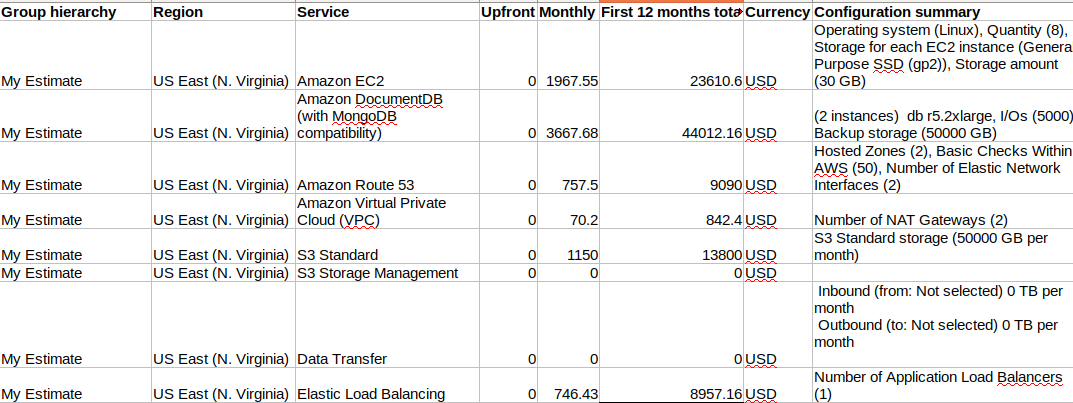 Group hierarchy Region Service Upfront Monthly First 12 months tota Currency Configuration summary
My Estimate US East (N. Virginia) Amazon EC2 0 1967.55 23610.6 USD Operating system (Linux), Quantity (8),
Storage for each EC2 instance (General
Purpose SSD (gp2)), Storage amount
(30 GB)
My Estimate US East (N. Virginia) Amazon DocumentDB
(with MongoDB
compatibility) 0 3667.68 44012.16 USD (2 instances)  db r5.2xlarge, I/Os (5000)
Backup storage (50000 GB)
My Estimate US East (N. Virginia) Amazon Route 53 0 757.5 9090 USD Hosted Zones (2), Basic Checks Within
AWS (50), Number of Elastic Network
Interfaces (2)
My Estimate US East (N. Virginia) Amazon Virtual Private
Cloud (VPC) 0 70.2 842.4 USD Number of NAT Gateways (2)
My Estimate US East (N. Virginia) S3 Standard 0 1150 13800 USD S3 Standard storage (50000 GB per
month)
My Estimate US East (N. Virginia) S3 Storage Management 0 0 0 USD
My Estimate US East (N. Virginia) Data Transfer 0 0 0 USD Inbound (from: Not selected) 0 TB per
month
Outbound (to: Not selected) 0 TB per
month
My Estimate US East (N. Virginia) Elastic Load Balancing 0 746.43 8957.16 USD Number of Application Load Balancers
(1)